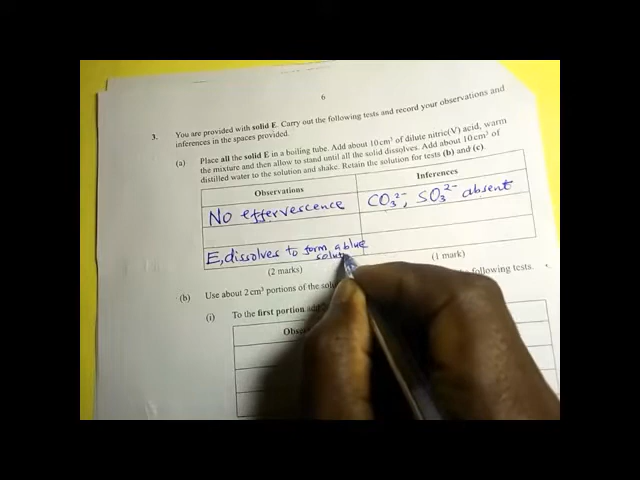 6
3. You are provided with solid E. Carry out the following tests and record your observations and
inferences in the spaces provided.
(a) Place all the solid E in a boiling tube. Add about 10 cm³ of dilute nitric(V) acid, warm
the mixture and then allow to stand until all the solid dissolves. Add about 10 cm³ of
distilled water to the solution and shake. Retain the solution for tests (b) and (c).
Observations Inferences
No effervescence CO₃²⁻, SO₃²⁻ absent
E, dissolves to form a blue
solut
(2 marks) (1 mark)
(b) Use about 2 cm³ portions of the following tests.
(i) To the first portion add